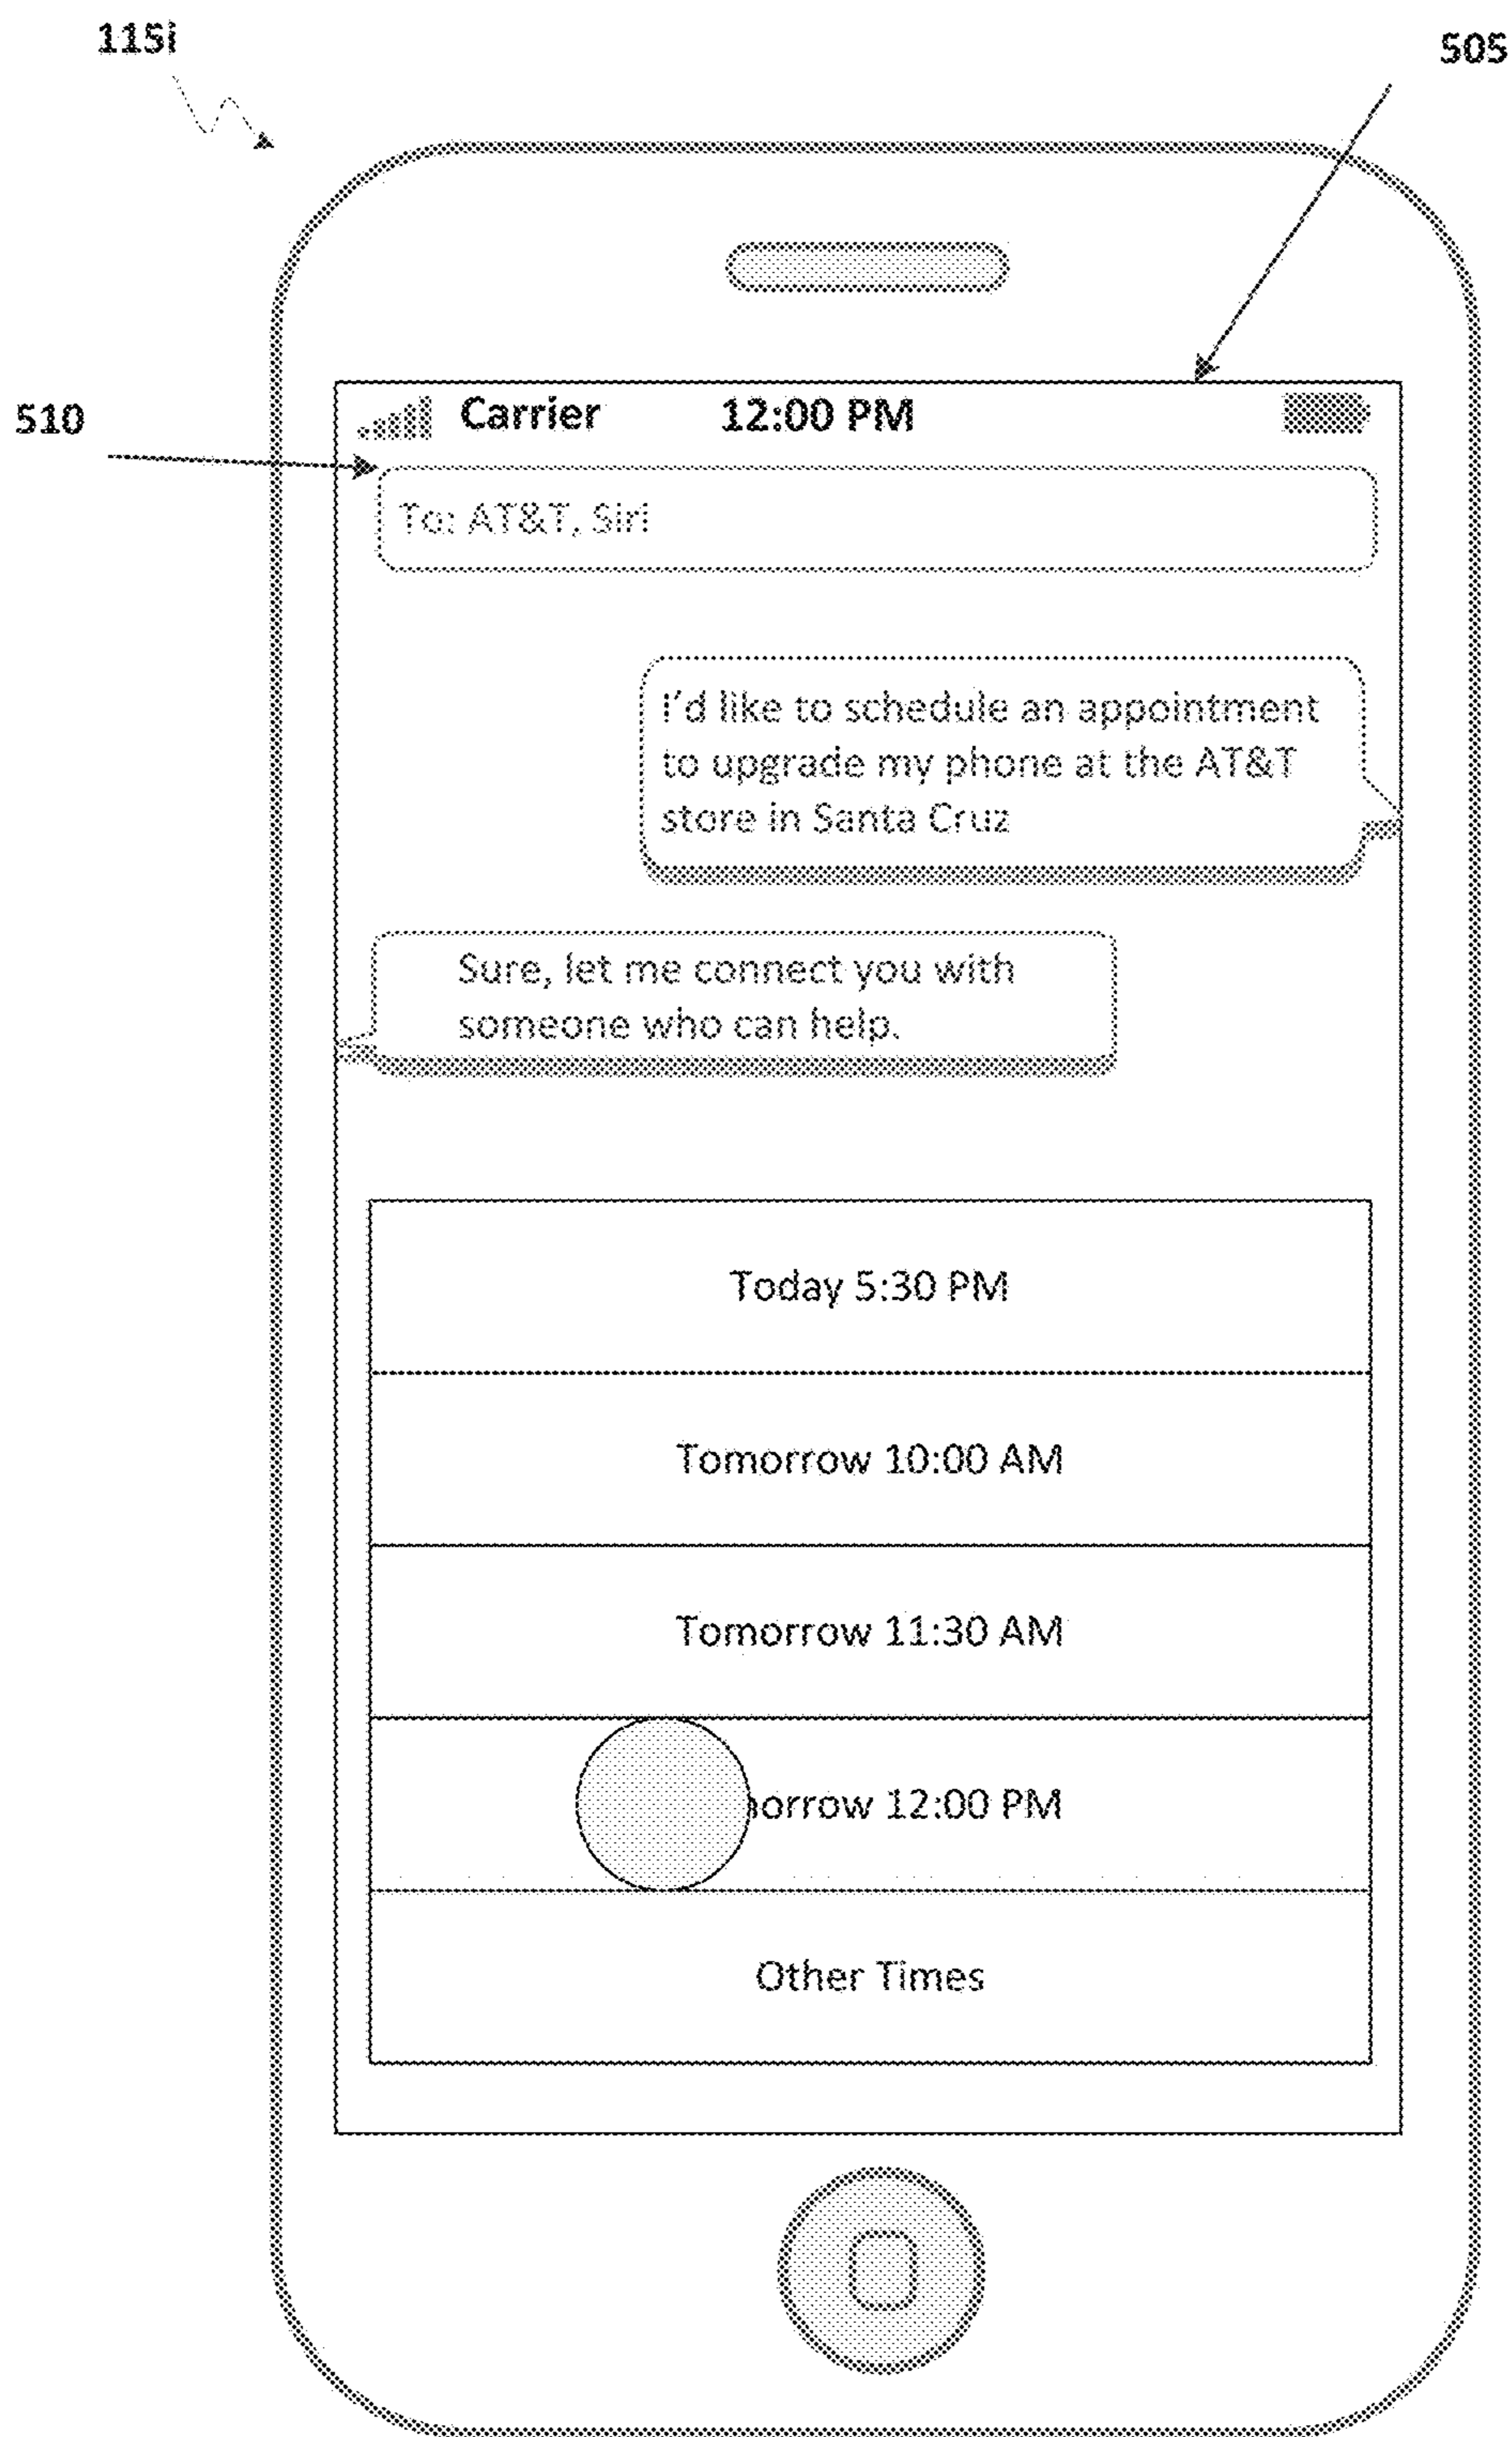 115i
505
510
Carrier 12:00 PM
To: AT&T, Siri
I'd like to schedule an appointment
to upgrade my phone at the AT&T
store in Santa Cruz
Sure, let me connect you with
someone who can help.
Today 5:30 PM
Tomorrow 10:00 AM
Tomorrow 11:30 AM
orrow 12:00 PM
Other Times